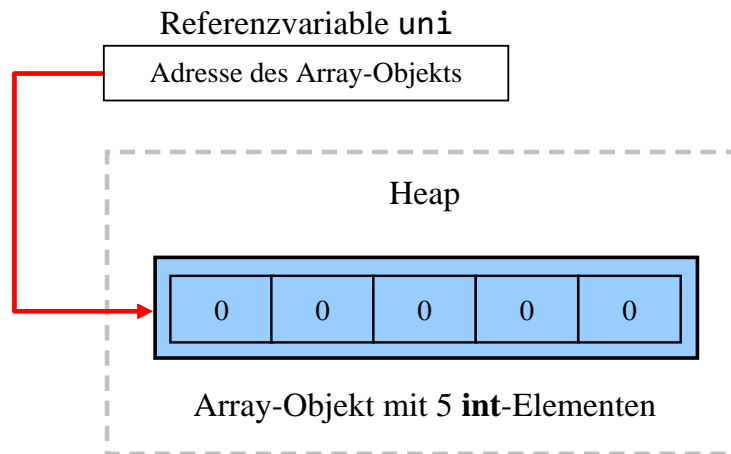 Referenzvariable uni
Adresse des Array-Objekts
Heap
0 0 0 0 0
Array-Objekt mit 5 int-Elementen